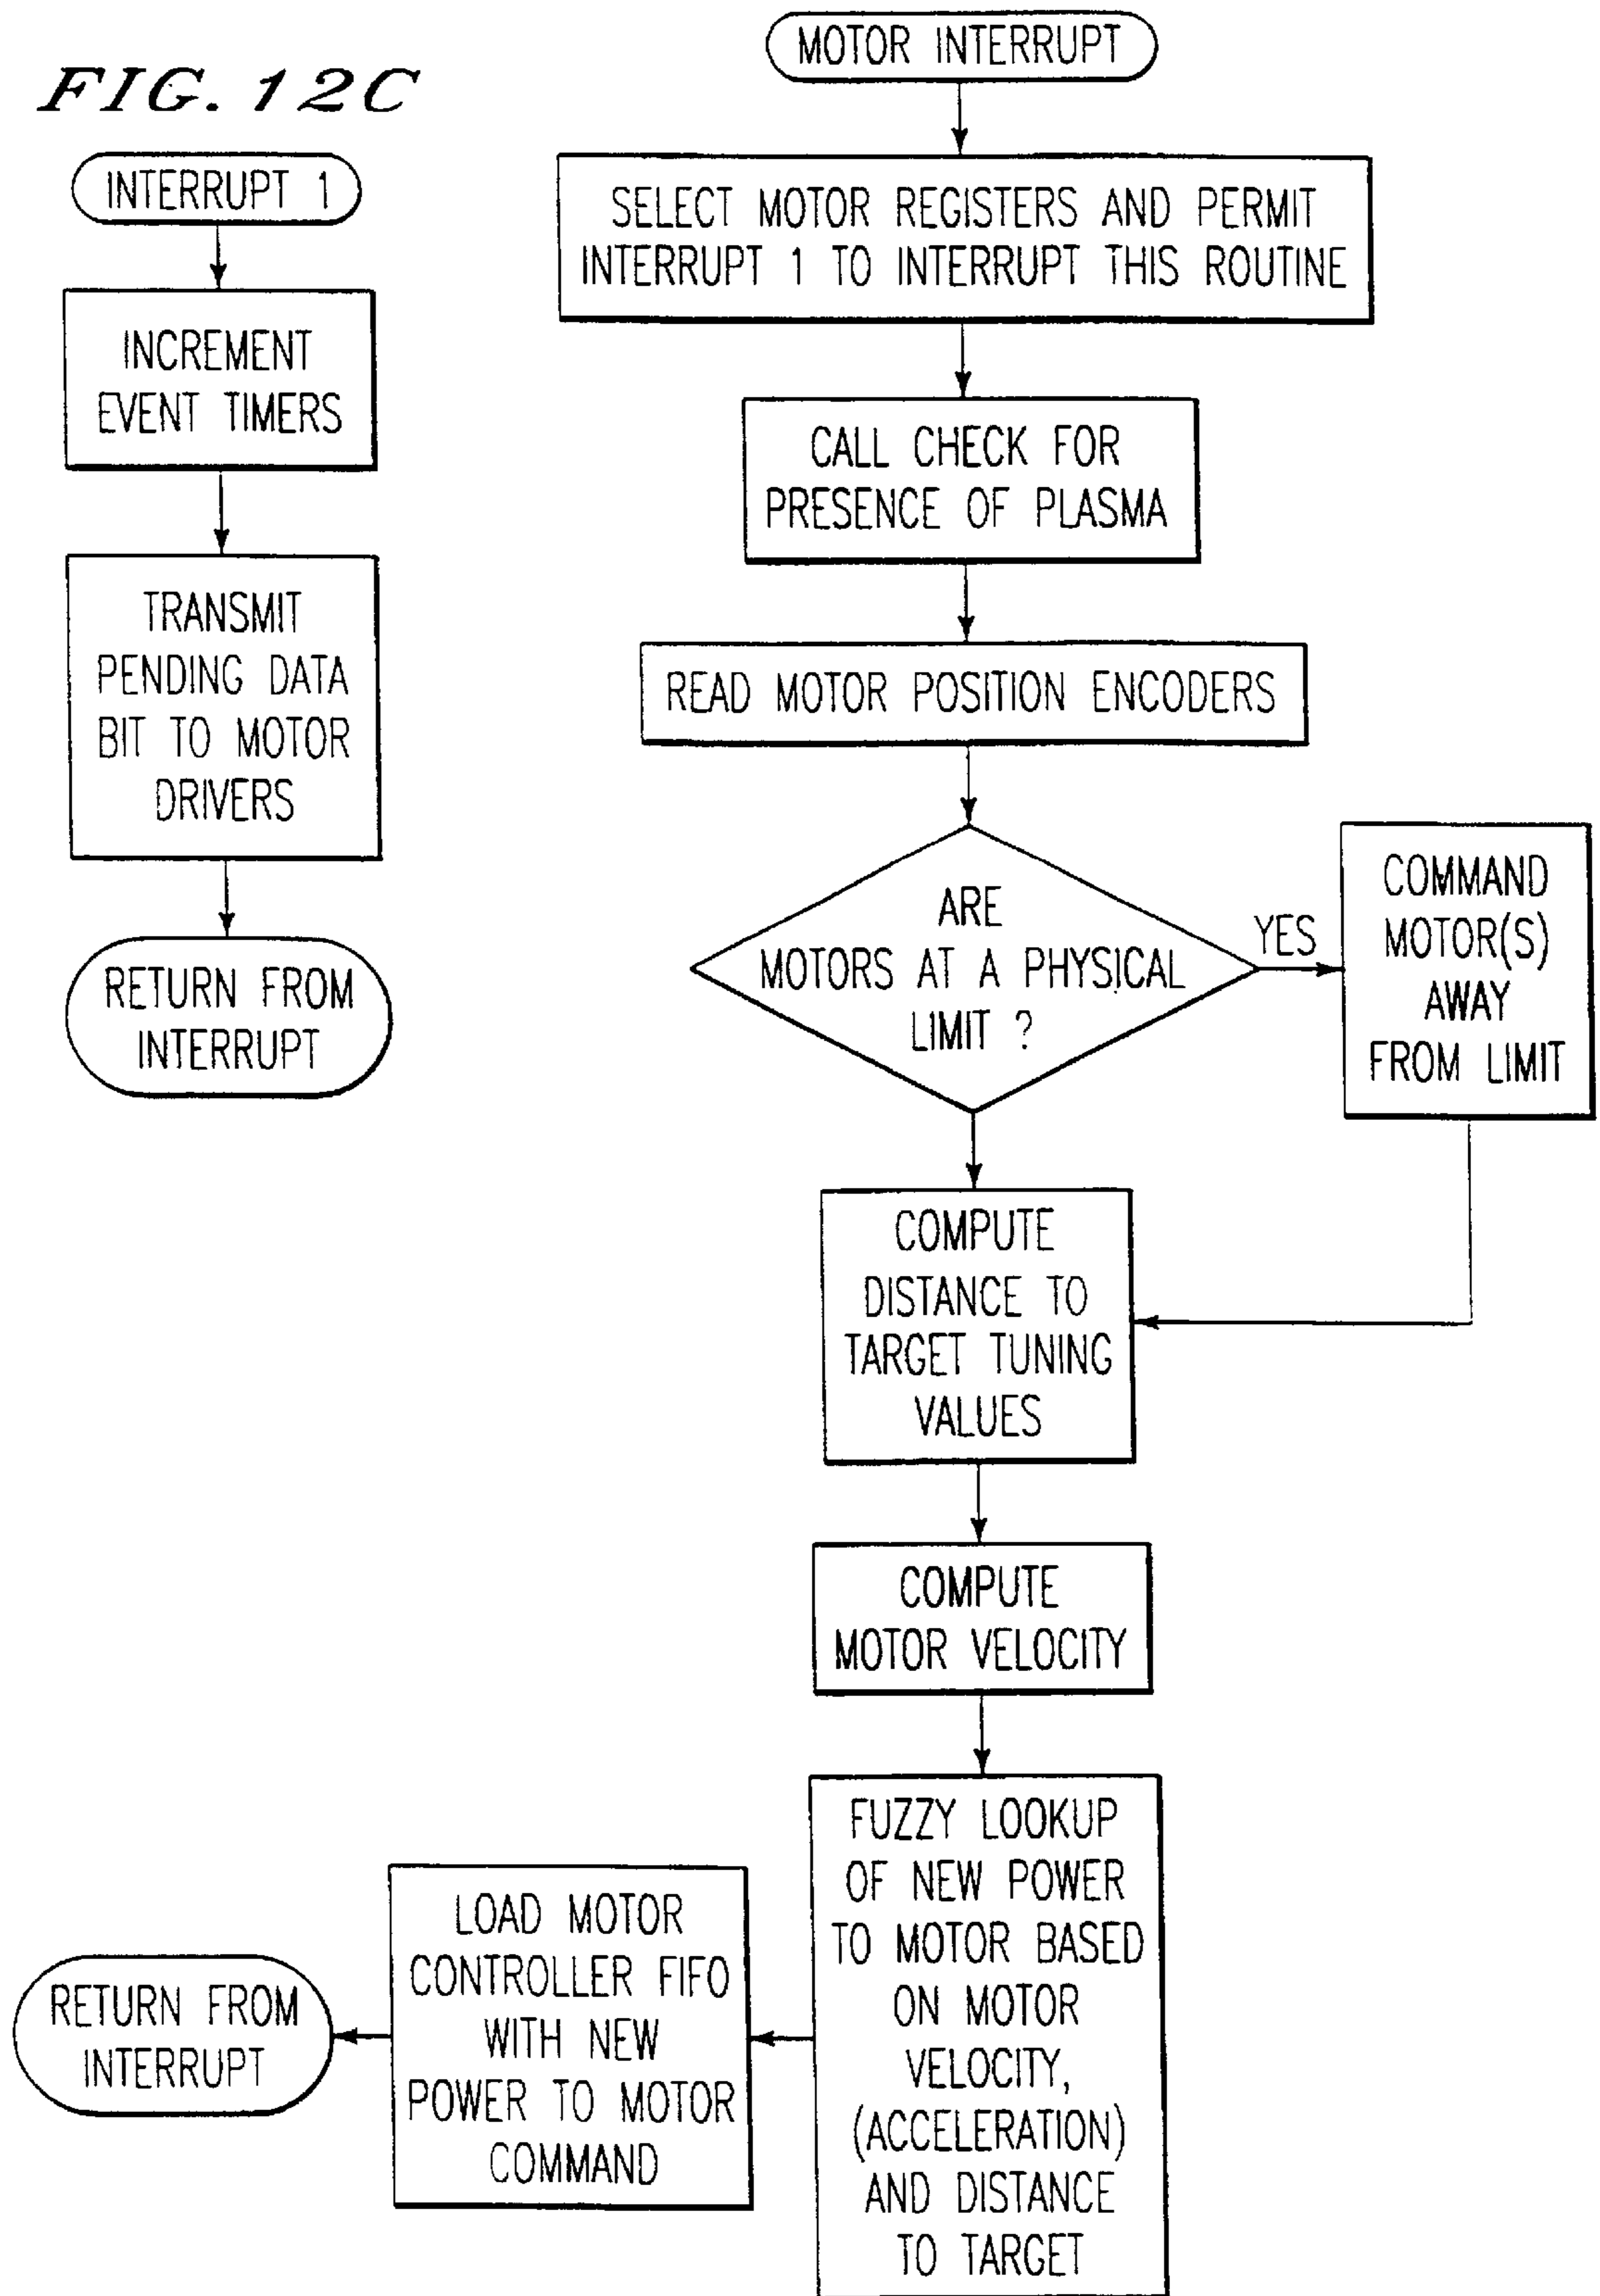 FIG. 12C
INTERRUPT 1
INCREMENT
EVENT TIMERS
TRANSMIT
PENDING DATA
BIT TO MOTOR
DRIVERS
RETURN FROM
INTERRUPT
MOTOR INTERRUPT
SELECT MOTOR REGISTERS AND PERMIT
INTERRUPT 1 TO INTERRUPT THIS ROUTINE
CALL CHECK FOR
PRESENCE OF PLASMA
READ MOTOR POSITION ENCODERS
ARE
MOTORS AT A PHYSICAL
LIMIT ?
YES
COMMAND
MOTOR(S)
AWAY
FROM LIMIT
COMPUTE
DISTANCE TO
TARGET TUNING
VALUES
COMPUTE
MOTOR VELOCITY
FUZZY LOOKUP
OF NEW POWER
TO MOTOR BASED
ON MOTOR
VELOCITY,
(ACCELERATION)
AND DISTANCE
TO TARGET
LOAD MOTOR
CONTROLLER FIFO
WITH NEW
POWER TO MOTOR
COMMAND
RETURN FROM
INTERRUPT